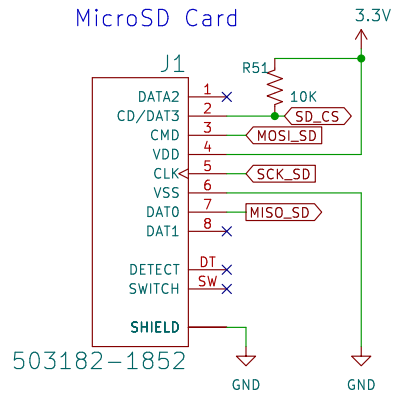 MicroSD Card
3.3V
J1
R51
10K
DATA2 1
CD/DAT3 2 SD_CS
CMD 3 MOSI_SD
VDD 4
CLK 5 SCK_SD
VSS 6
DAT0 7 MISO_SD
DAT1 8
DETECT DT
SWITCH SW
SHIELD
503182-1852
GND GND